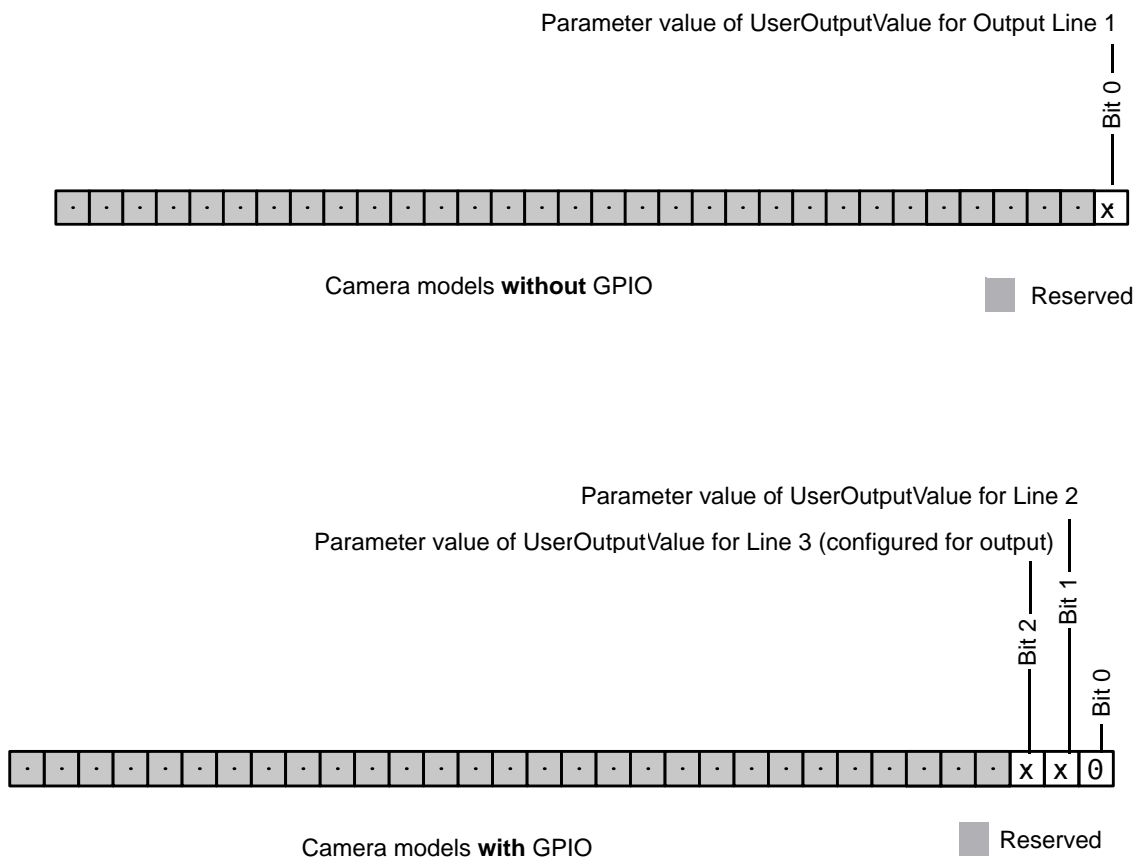 Parameter value of UserOutputValue for Output Line 1
Bit 0
. . . . . . . . . . . . . . . . . . . . . . . . . . . . . . . x
Camera models without GPIO
Reserved
Parameter value of UserOutputValue for Line 2
Parameter value of UserOutputValue for Line 3 (configured for output)
Bit 2
Bit 1
Bit 0
. . . . . . . . . . . . . . . . . . . . . . . . . . . . . x x 0
Camera models with GPIO
Reserved